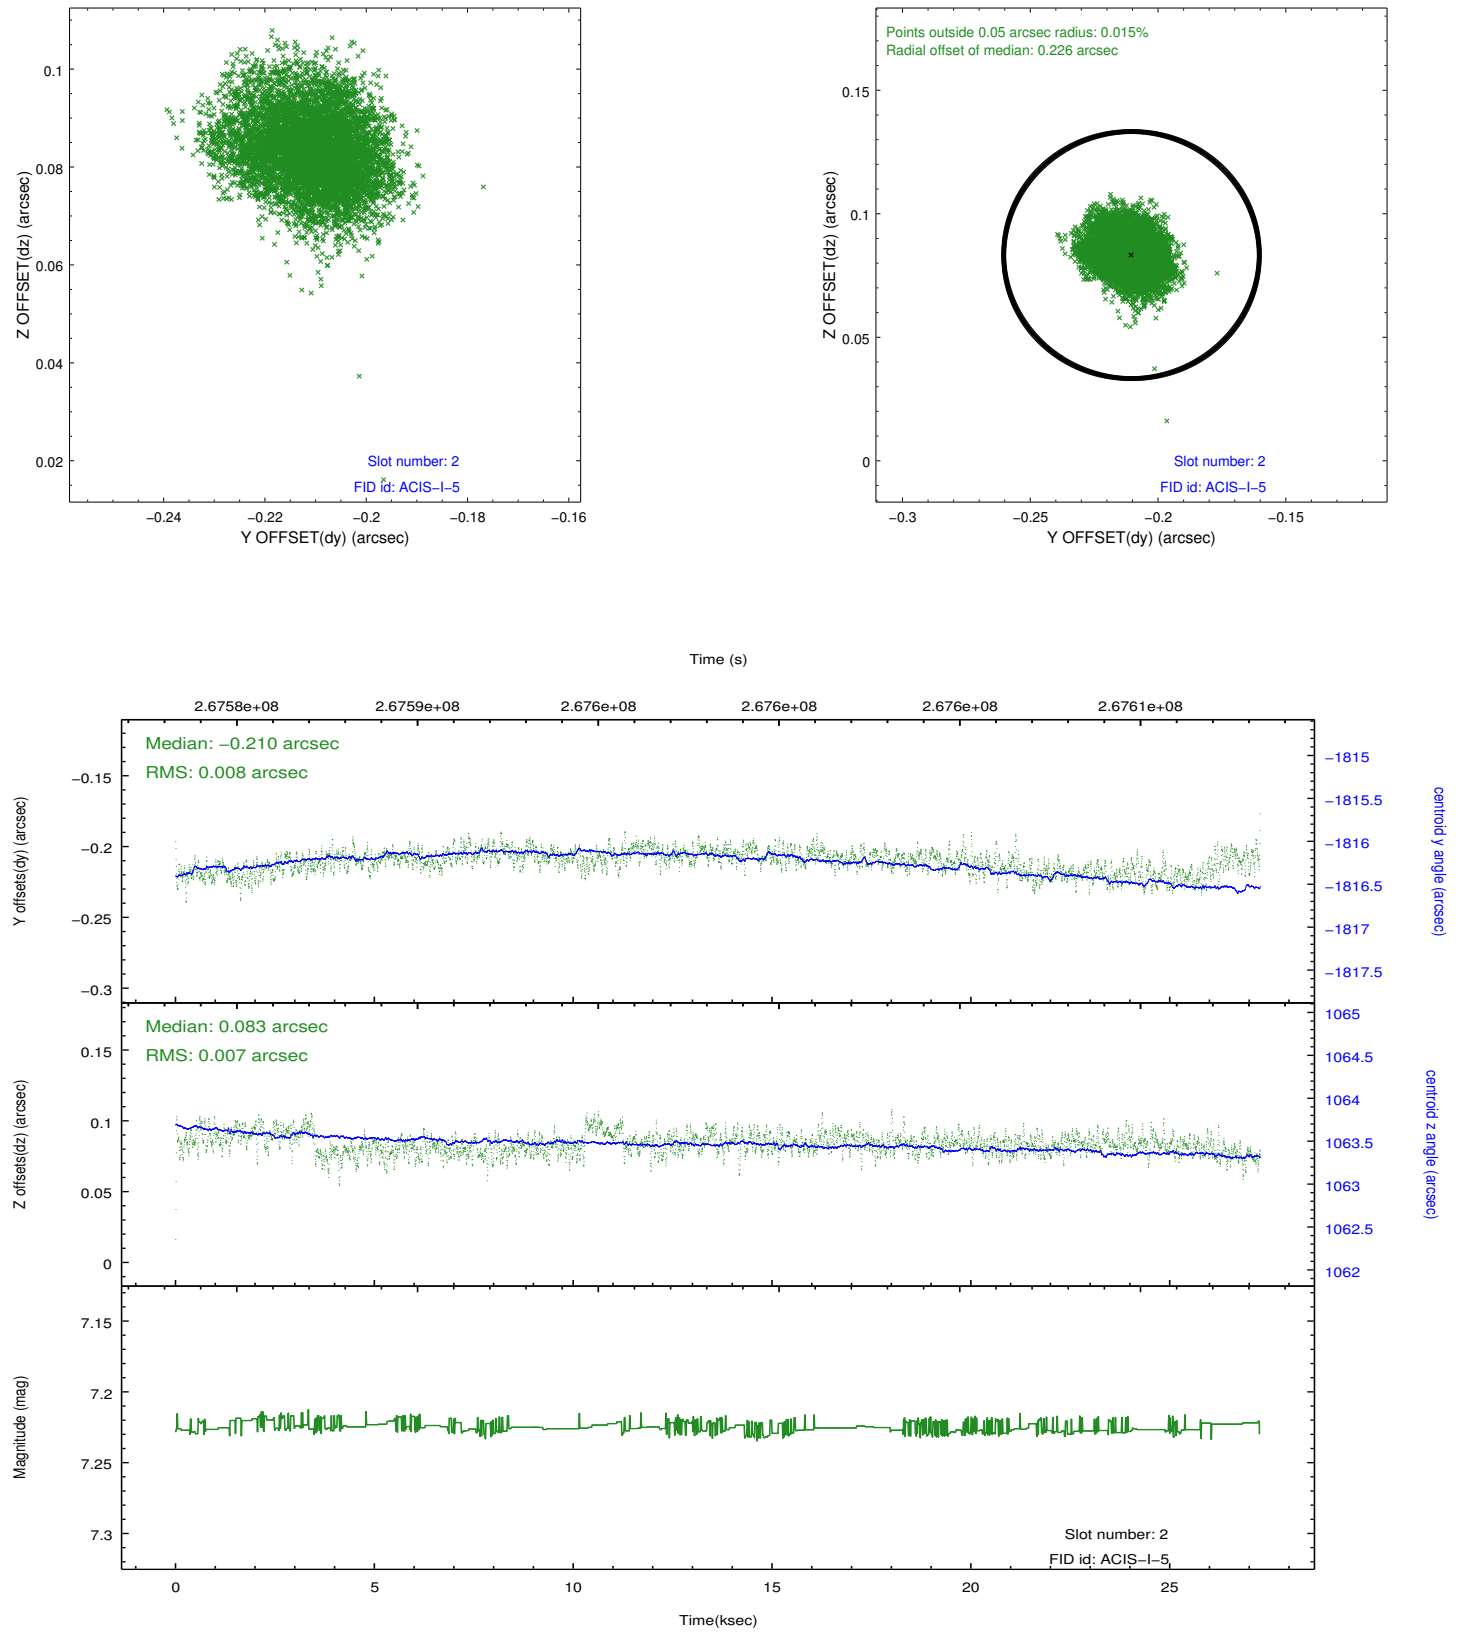 0.1
0.08
0.06
0.04
0.02
Z OFFSET(dz) (arcsec)
Slot number: 2
FID id: ACIS−I−5
−0.24 −0.22 −0.2 −0.18 −0.16
Y OFFSET(dy) (arcsec)
Points outside 0.05 arcsec radius: 0.015%
Radial offset of median: 0.226 arcsec
0.15
0.1
0.05
0
Z OFFSET(dz) (arcsec)
Slot number: 2
FID id: ACIS−I−5
−0.3 −0.25 −0.2 −0.15
Y OFFSET(dy) (arcsec)
Time (s)
2.6758e+08 2.6759e+08 2.676e+08 2.676e+08 2.676e+08 2.6761e+08
Median: −0.210 arcsec
RMS: 0.008 arcsec
−0.15
−0.2
−0.25
−0.3
Y offsets(dy) (arcsec)
−1815
−1815.5
−1816
−1816.5
−1817
−1817.5
centroid y angle (arcsec)
Median: 0.083 arcsec
RMS: 0.007 arcsec
0.15
0.1
0.05
0
Z offsets(dz) (arcsec)
1065
1064.5
1064
1063.5
1063
1062.5
1062
centroid z angle (arcsec)
7.15
7.2
7.25
7.3
Magnitude (mag)
Slot number: 2
FID id: ACIS−I−5
0 5 10 15 20 25
Time(ksec)